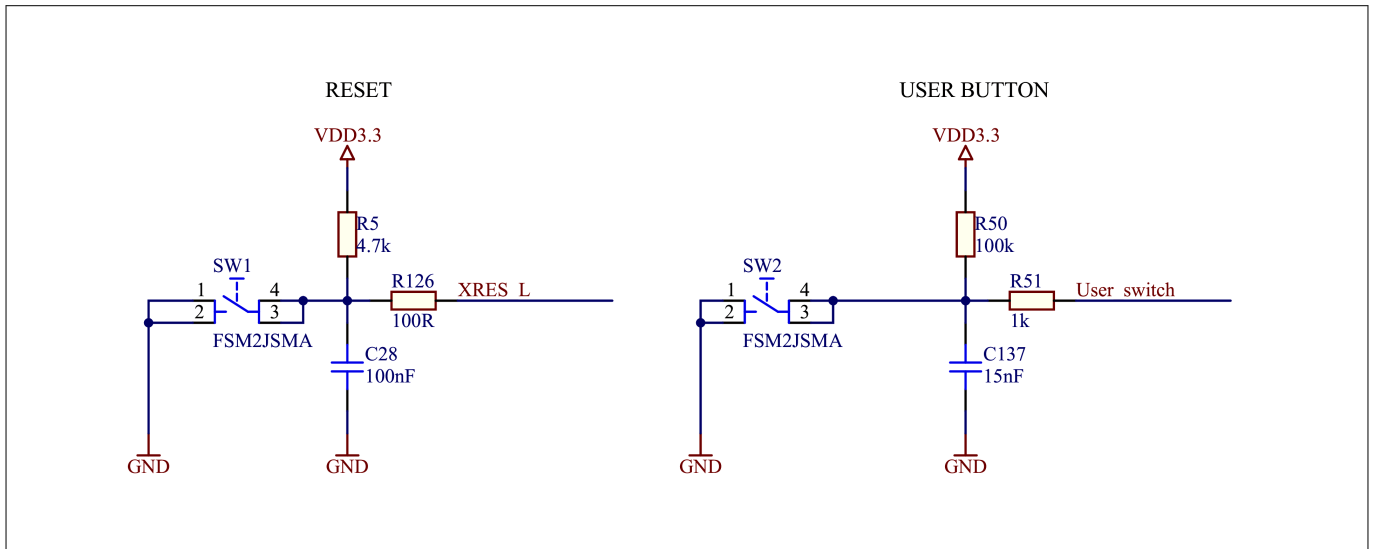 RESET
VDD3.3
R5
4.7k
SW1
1
2
4
3
FSM2JSMA
R126
100R
XRES_L
C28
100nF
GND
GND
USER BUTTON
VDD3.3
R50
100k
SW2
1
2
4
3
FSM2JSMA
R51
1k
User_switch
C137
15nF
GND
GND